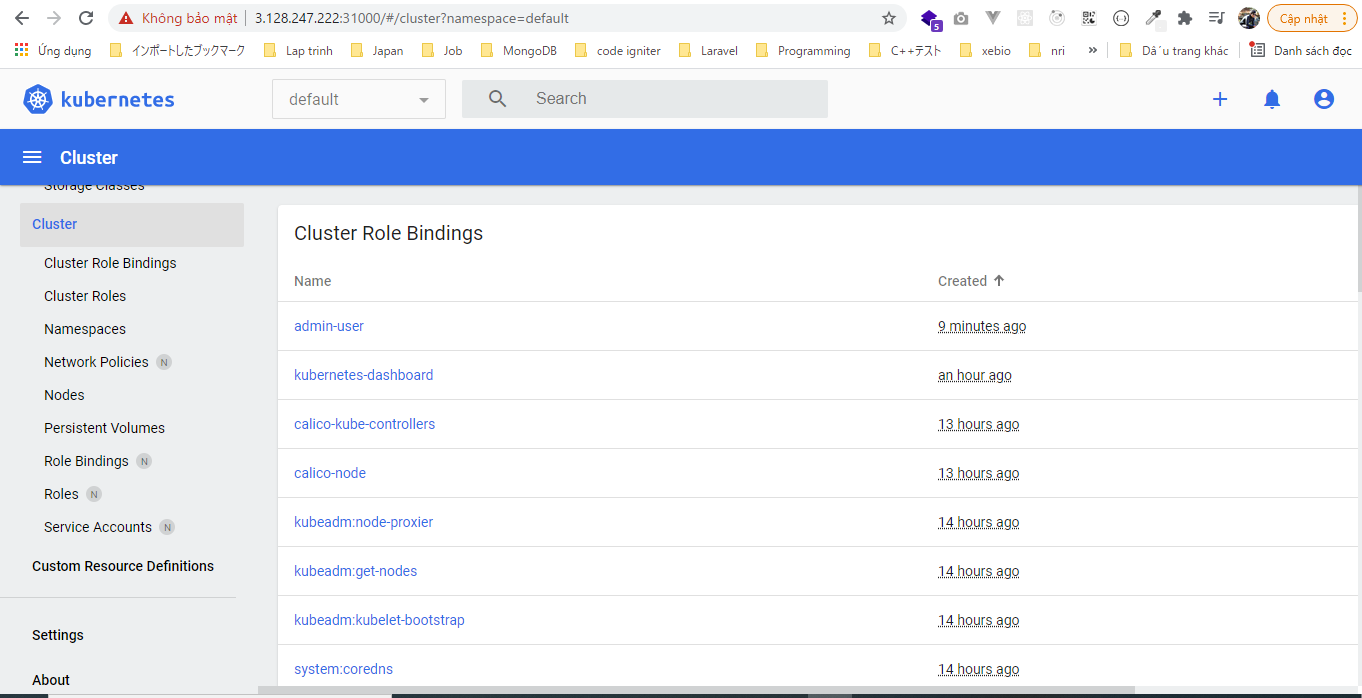 Không bảo mật 3.128.247.222:31000/#/cluster?namespace=default 5 Cập nhật
Ứng dụng インポートしたブックマーク Lap trinh Japan Job MongoDB code igniter Laravel Programming C++テスト xebio nri » Dấu trang khác Danh sách đọc
kubernetes default Search
Cluster
Storage Classes
Cluster
Cluster Role Bindings
Cluster Roles
Namespaces
Network Policies N
Nodes
Persistent Volumes
Role Bindings N
Roles N
Service Accounts N
Custom Resource Definitions
Settings
About
Cluster Role Bindings
Name Created
admin-user 9 minutes ago
kubernetes-dashboard an hour ago
calico-kube-controllers 13 hours ago
calico-node 13 hours ago
kubeadm:node-proxier 14 hours ago
kubeadm:get-nodes 14 hours ago
kubeadm:kubelet-bootstrap 14 hours ago
system:coredns 14 hours ago